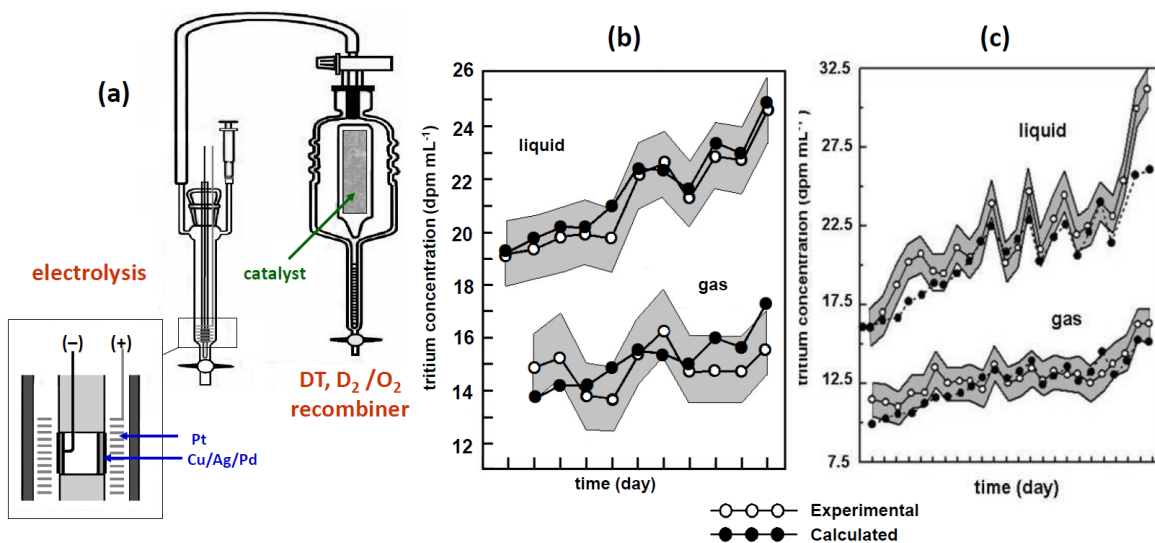 (a)
electrolysis
catalyst
DT, D₂ /O₂
recombiner
(–)
(+)
Pt
Cu/Ag/Pd
(b)
tritium concentration (dpm mL⁻¹)
26
24
22
20
19
18
16
14
12
liquid
gas
time (day)
(c)
tritium concentration (dpm mL⁻¹)
32.5
27.5
22.5
17.5
12.5
7.5
liquid
gas
time (day)
Experimental
Calculated